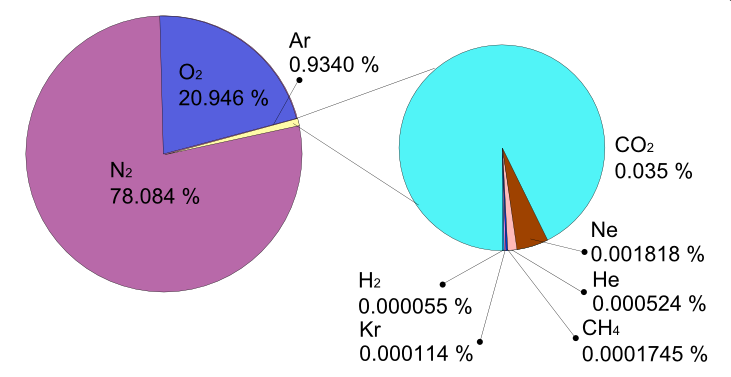 Ar
0.9340 %
O₂
20.946 %
N₂
78.084 %
CO₂
0.035 %
Ne
0.001818 %
He
0.000524 %
CH₄
0.0001745 %
H₂
0.000055 %
Kr
0.000114 %